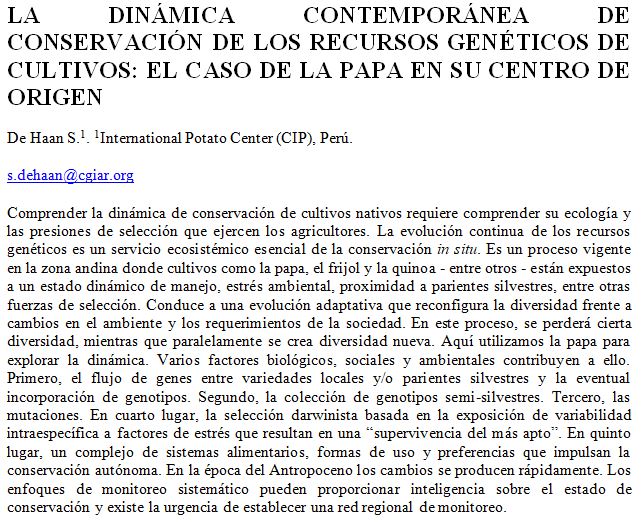 LA DINÁMICA CONTEMPORÁNEA DE
CONSERVACIÓN DE LOS RECURSOS GENÉTICOS DE
CULTIVOS: EL CASO DE LA PAPA EN SU CENTRO DE
ORIGEN
De Haan S.¹. ¹International Potato Center (CIP), Perú.
s.dehaan@cgiar.org
Comprender la dinámica de conservación de cultivos nativos requiere comprender su ecología y
las presiones de selección que ejercen los agricultores. La evolución continua de los recursos
genéticos es un servicio ecosistémico esencial de la conservación in situ. Es un proceso vigente
en la zona andina donde cultivos como la papa, el frijol y la quinoa - entre otros - están expuestos
a un estado dinámico de manejo, estrés ambiental, proximidad a parientes silvestres, entre otras
fuerzas de selección. Conduce a una evolución adaptativa que reconfigura la diversidad frente a
cambios en el ambiente y los requerimientos de la sociedad. En este proceso, se perderá cierta
diversidad, mientras que paralelamente se crea diversidad nueva. Aquí utilizamos la papa para
explorar la dinámica. Varios factores biológicos, sociales y ambientales contribuyen a ello.
Primero, el flujo de genes entre variedades locales y/o parientes silvestres y la eventual
incorporación de genotipos. Segundo, la colección de genotipos semi-silvestres. Tercero, las
mutaciones. En cuarto lugar, la selección darwinista basada en la exposición de variabilidad
intraespecífica a factores de estrés que resultan en una “supervivencia del más apto”. En quinto
lugar, un complejo de sistemas alimentarios, formas de uso y preferencias que impulsan la
conservación autónoma. En la época del Antropoceno los cambios se producen rápidamente. Los
enfoques de monitoreo sistemático pueden proporcionar inteligencia sobre el estado de
conservación y existe la urgencia de establecer una red regional de monitoreo.